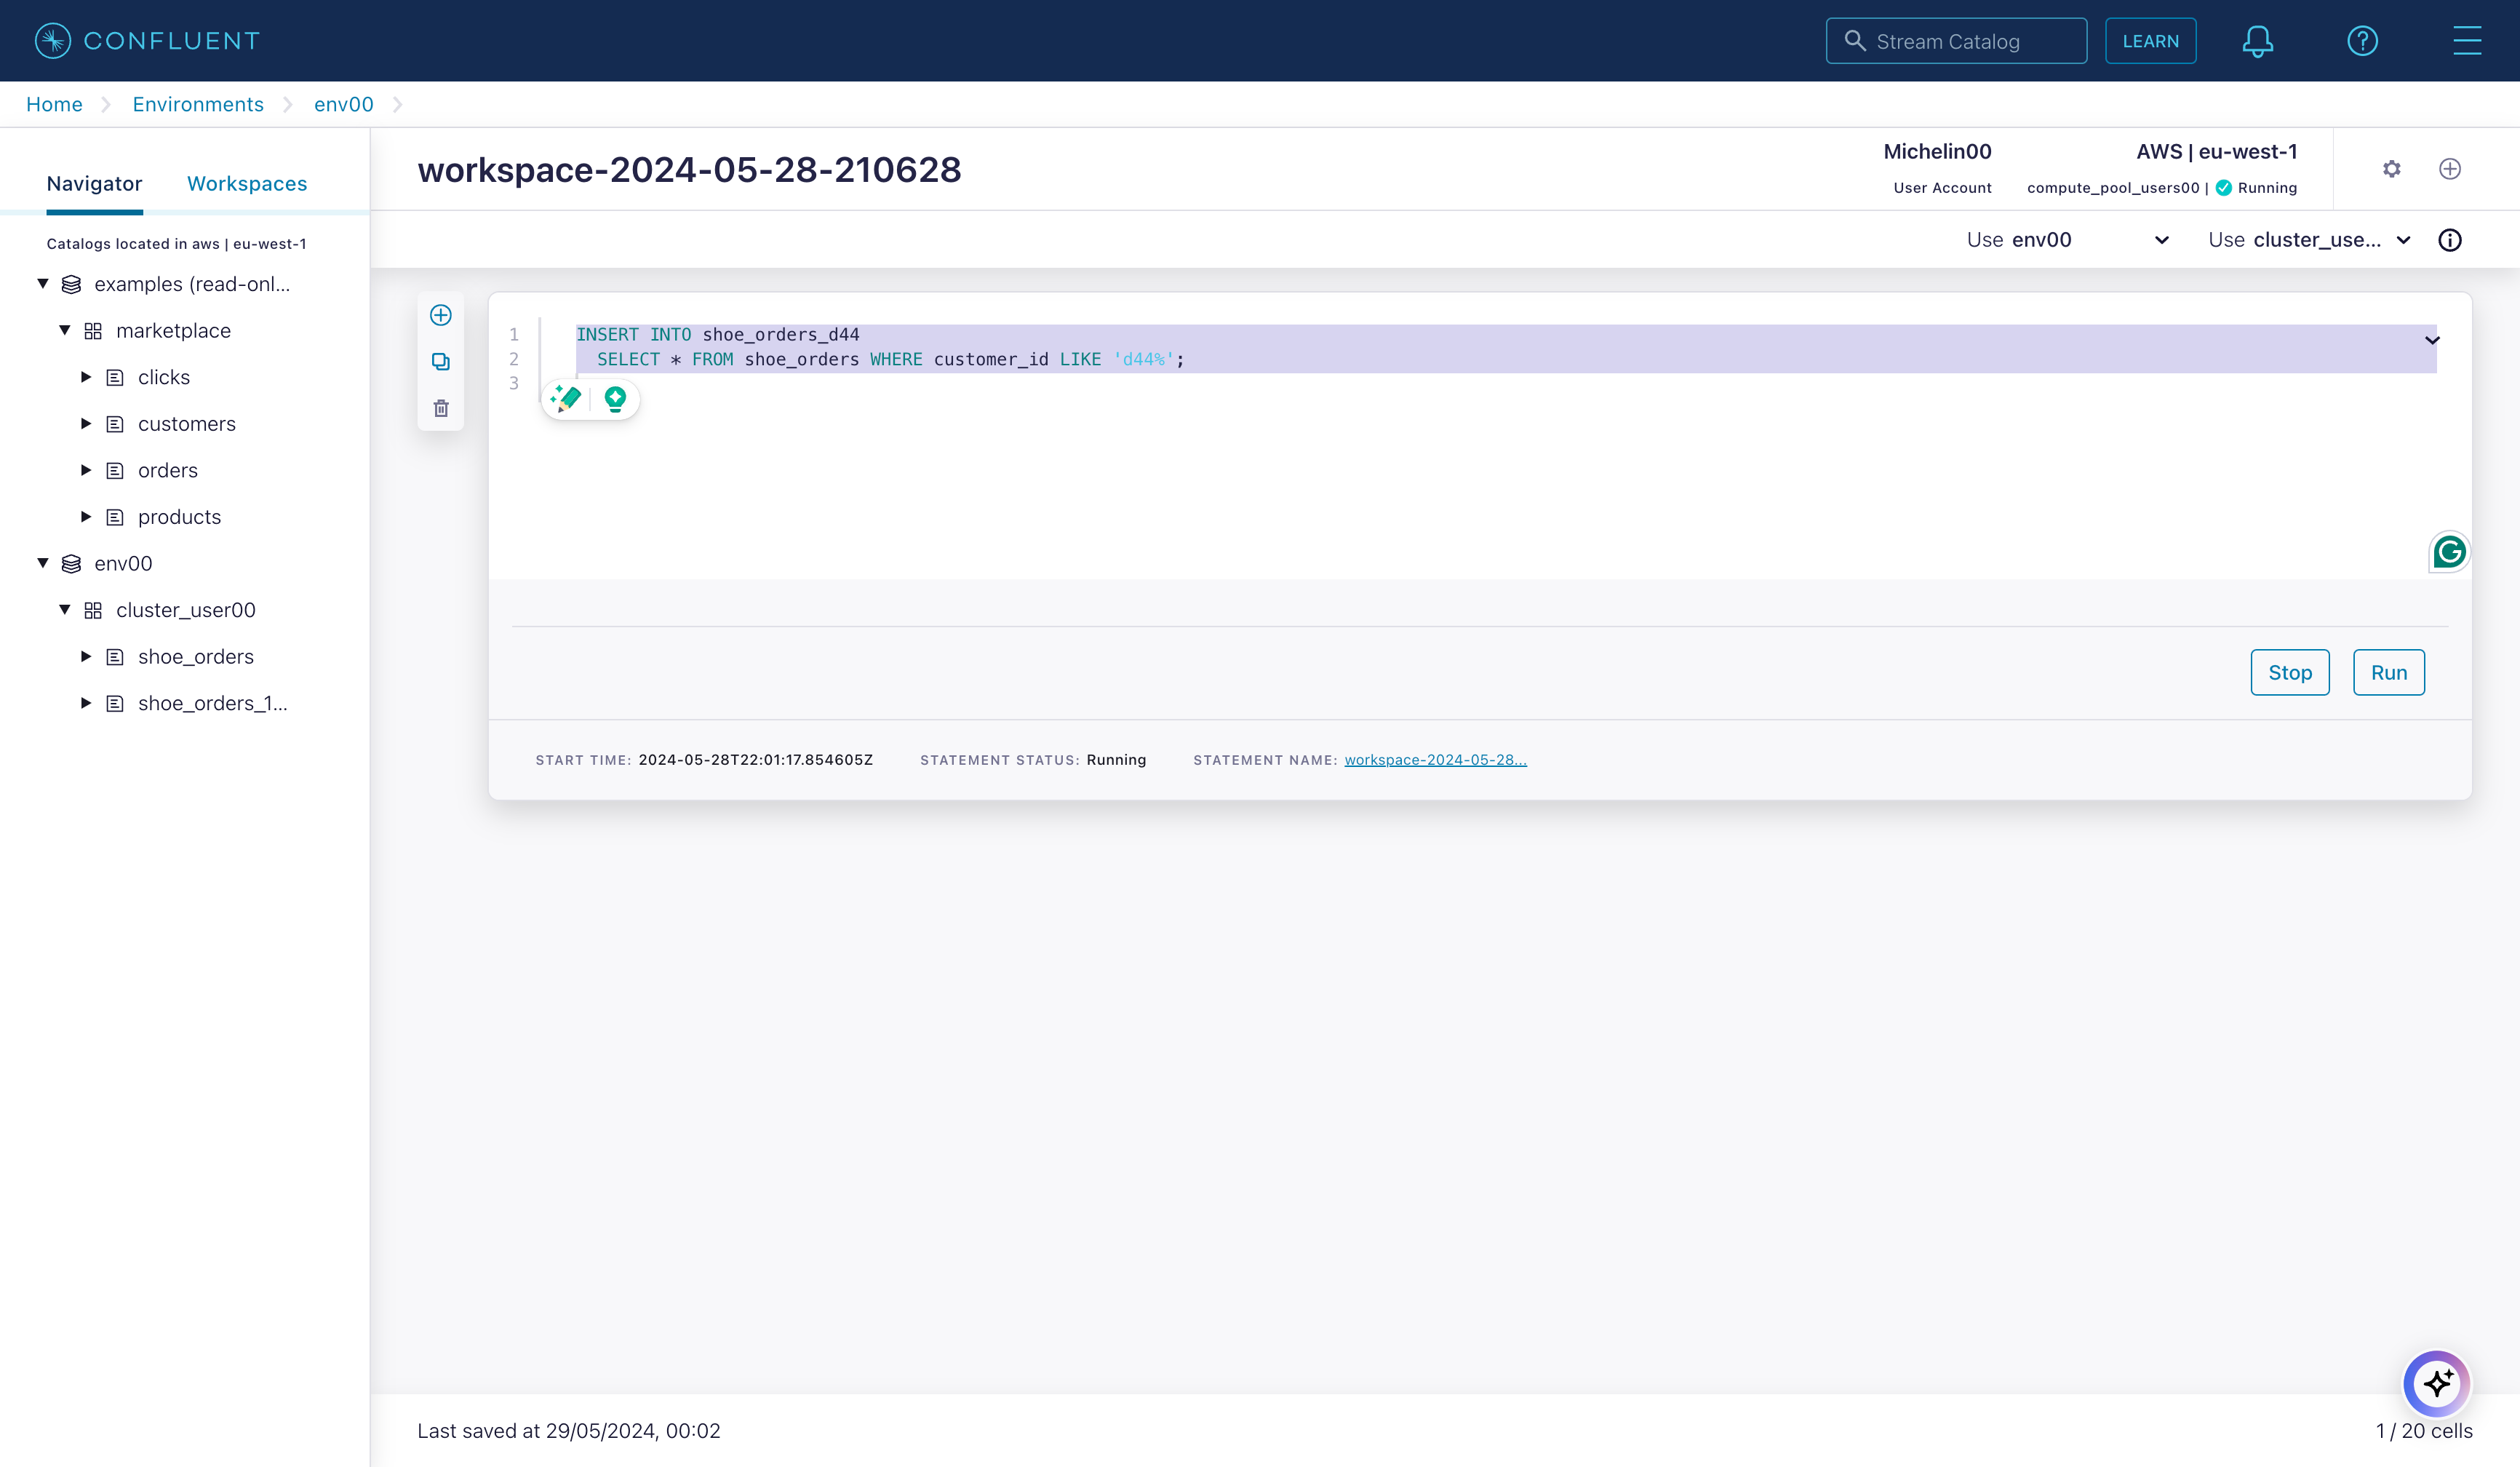 CONFLUENT
Stream Catalog
LEARN
Home
Environments
env00
Navigator
Workspaces
Catalogs located in aws | eu-west-1
examples (read-onl...
marketplace
clicks
customers
orders
products
env00
cluster_user00
shoe_orders
shoe_orders_1...
workspace-2024-05-28-210628
Michelin00
User Account
AWS | eu-west-1
compute_pool_users00 | Running
Use env00
Use cluster_use...
1 INSERT INTO shoe_orders_d44
2 SELECT * FROM shoe_orders WHERE customer_id LIKE 'd44%';
3
Stop
Run
START TIME: 2024-05-28T22:01:17.854605Z
STATEMENT STATUS: Running
STATEMENT NAME: workspace-2024-05-28...
Last saved at 29/05/2024, 00:02
1 / 20 cells